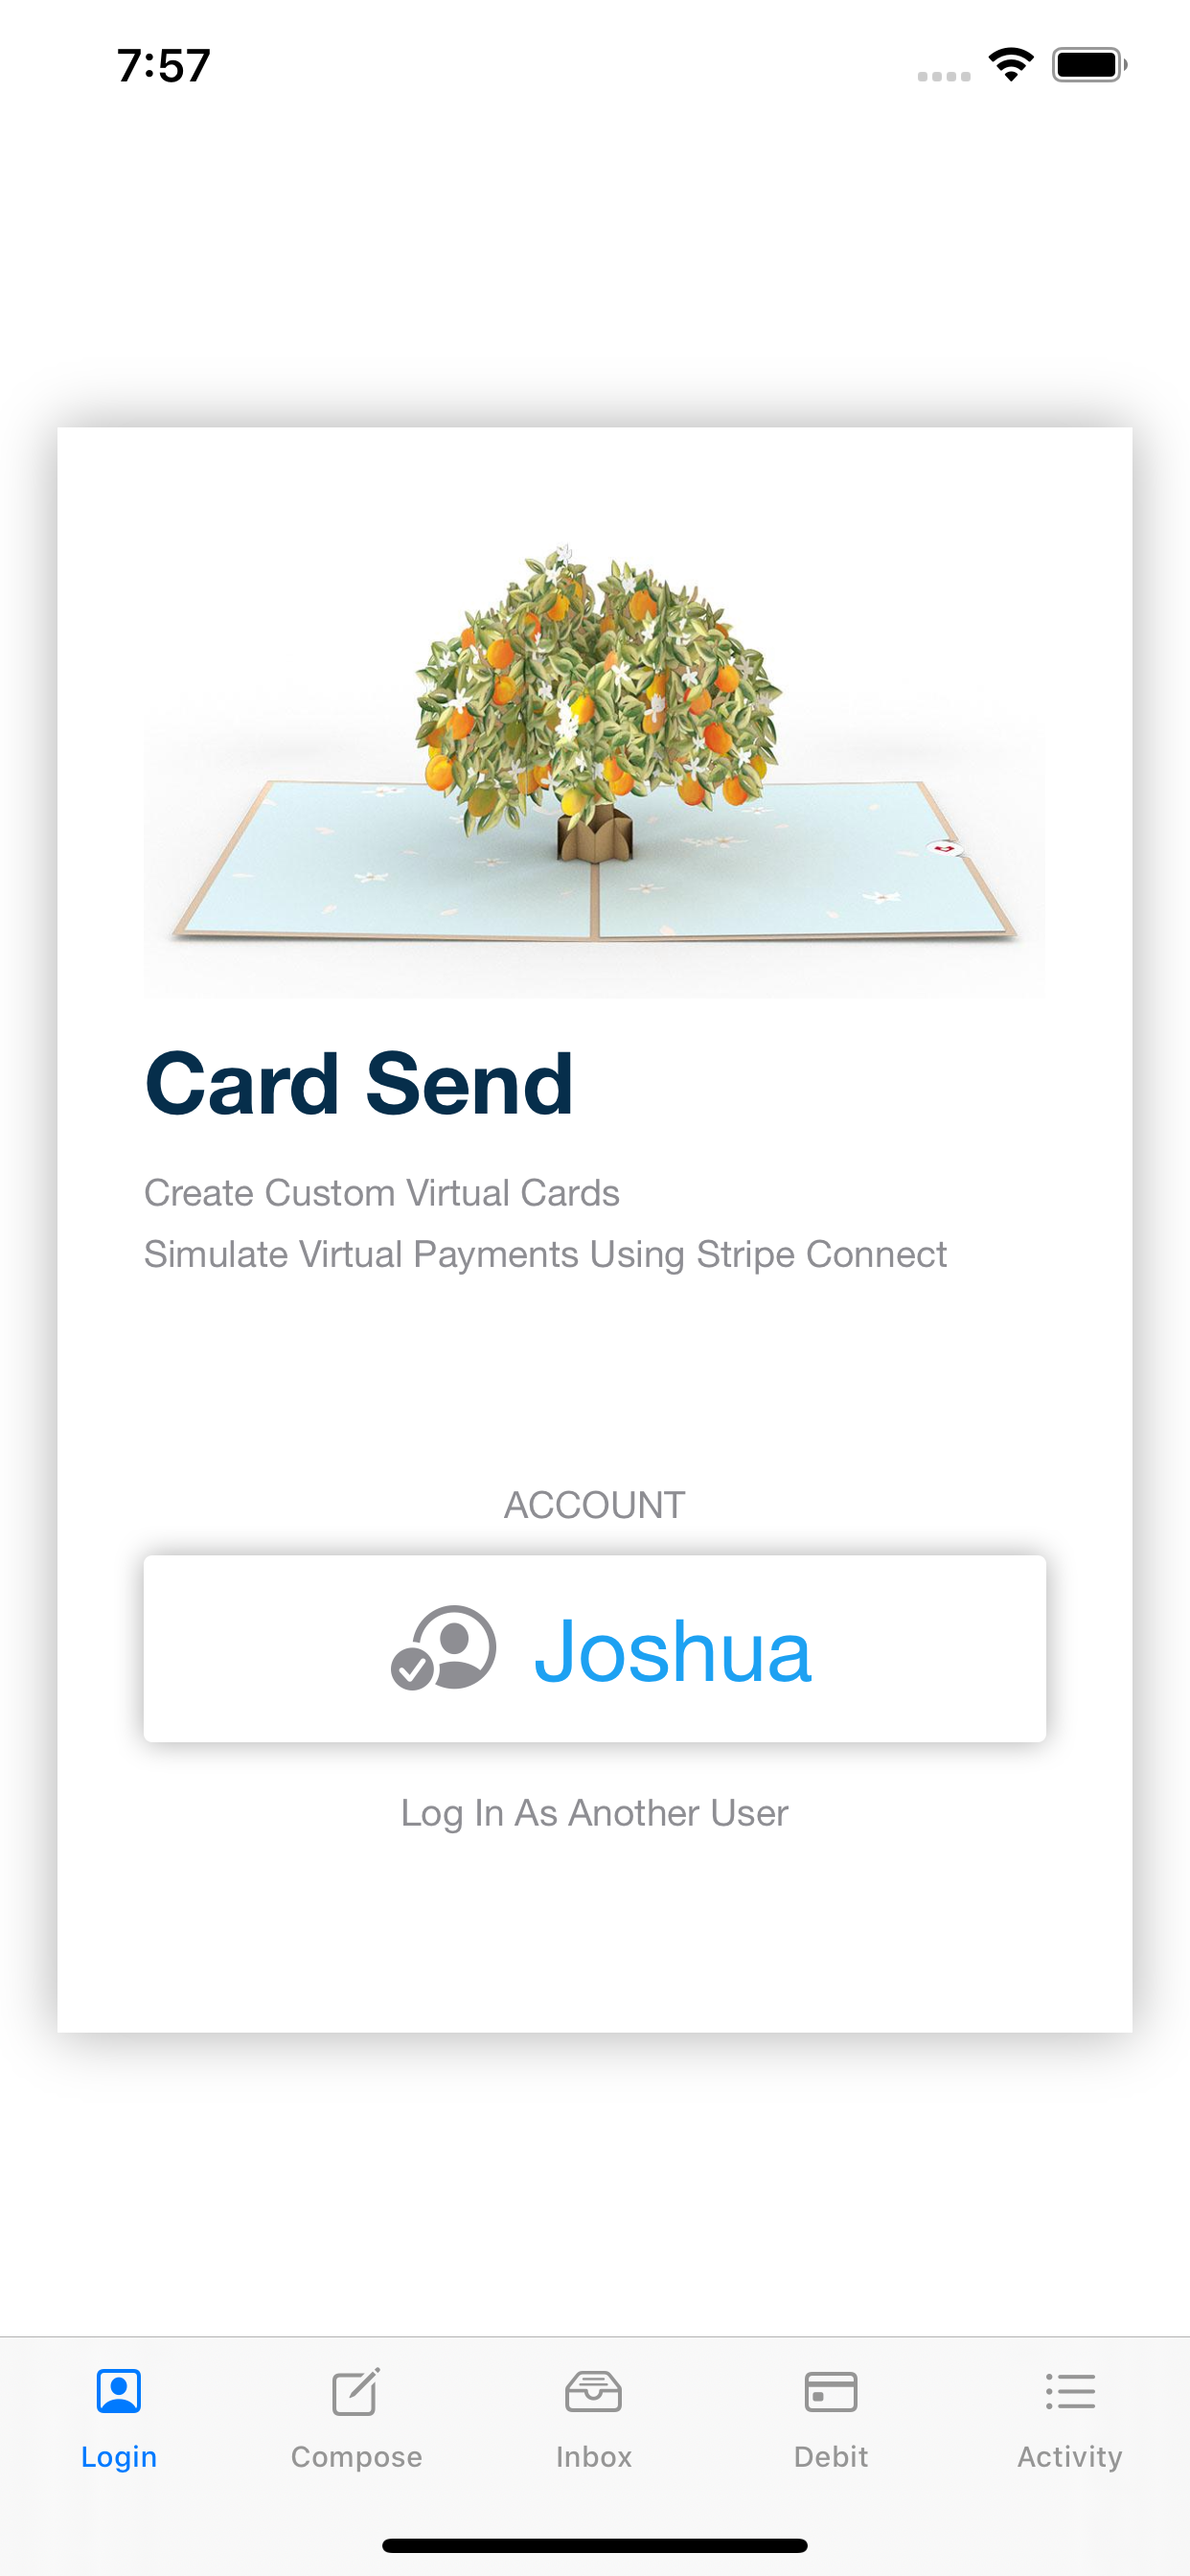 7:57
Card Send
Create Custom Virtual Cards
Simulate Virtual Payments Using Stripe Connect
ACCOUNT
Joshua
Log In As Another User
Login
Compose
Inbox
Debit
Activity